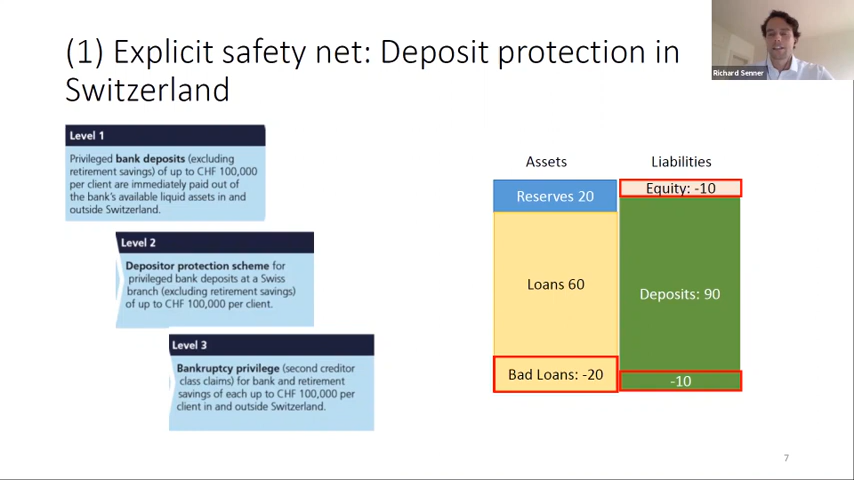 (1) Explicit safety net: Deposit protection in
Switzerland
Richard Senner
Level 1
Privileged bank deposits (excluding
retirement savings) of up to CHF 100,000
per client are immediately paid out of
the bank's available liquid assets in and
outside Switzerland.
Level 2
Depositor protection scheme for
privileged bank deposits at a Swiss
branch (excluding retirement savings)
of up to CHF 100,000 per client.
Level 3
Bankruptcy privilege (second creditor
class claims) for bank and retirement
savings of each up to CHF 100,000 per
client in and outside Switzerland.
Assets
Liabilities
Reserves 20
Equity: -10
Loans 60
Deposits: 90
Bad Loans: -20
-10
7